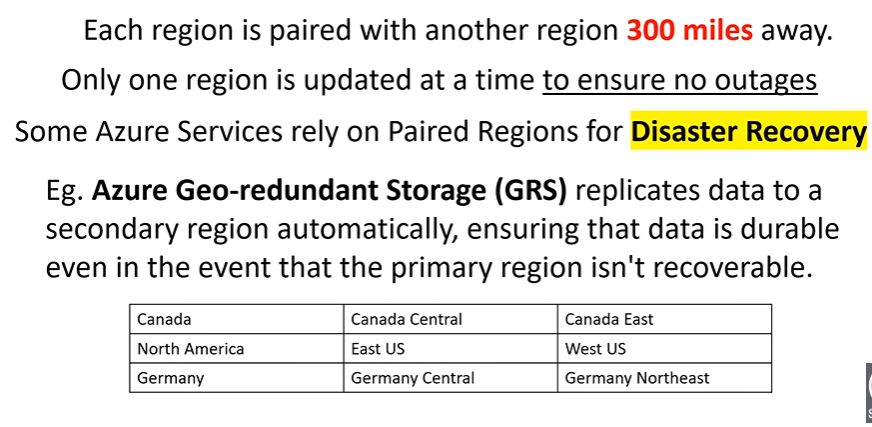 Each region is paired with another region 300 miles away.
Only one region is updated at a time to ensure no outages
Some Azure Services rely on Paired Regions for Disaster Recovery
Eg. Azure Geo-redundant Storage (GRS) replicates data to a
secondary region automatically, ensuring that data is durable
even in the event that the primary region isn't recoverable.
Canada Canada Central Canada East
North America East US West US
Germany Germany Central Germany Northeast